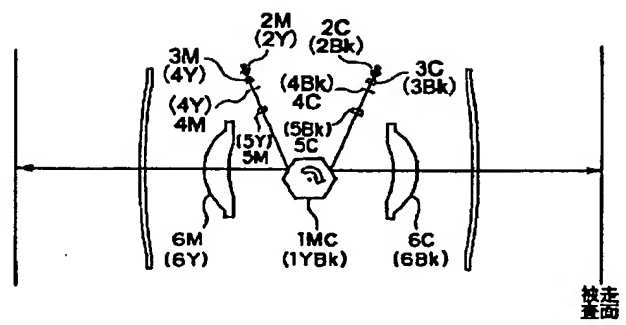 2M
(2Y)
2C
(2Bk)
3M
(4Y)
3C
(3Bk)
(4Y)
4M
(4Bk)
4C
(5Y)
5M
(5Bk)
5C
6M
(6Y)
1MC
(1YBk)
6C
(6Bk)
被走
査面